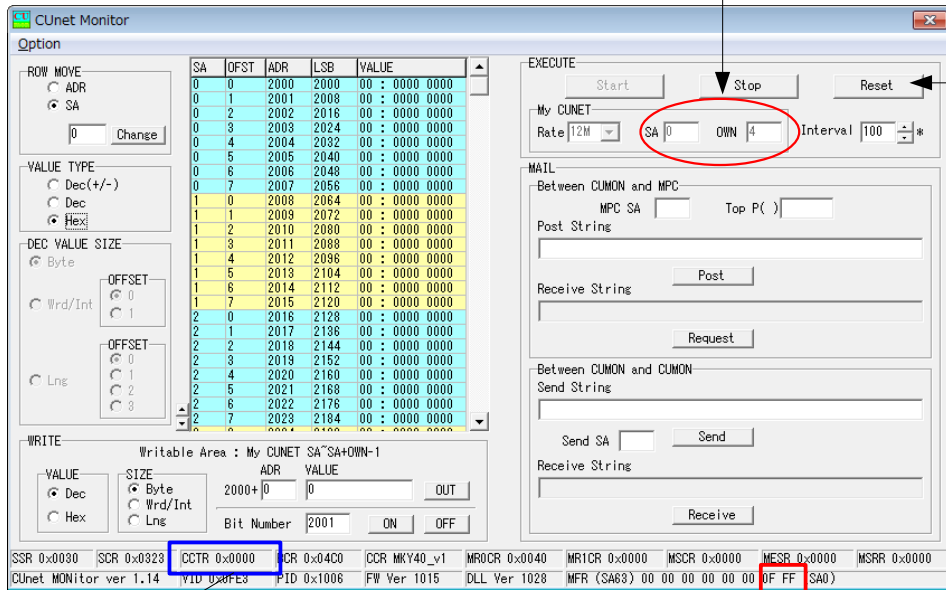 CUnet Monitor
Option
ROW MOVE
ADR
SA
0 Change
VALUE TYPE
Dec(+/-)
Dec
Hex
DEC VALUE SIZE
Byte
Wrd/Int
OFFSET
0
1
Lng
OFFSET
0
1
2
3
SA OFST ADR LSB VALUE
0 0 2000 2000 00 : 0000 0000
0 1 2001 2008 00 : 0000 0000
0 2 2002 2016 00 : 0000 0000
0 3 2003 2024 00 : 0000 0000
0 4 2004 2032 00 : 0000 0000
0 5 2005 2040 00 : 0000 0000
0 6 2006 2048 00 : 0000 0000
0 7 2007 2056 00 : 0000 0000
1 0 2008 2064 00 : 0000 0000
1 1 2009 2072 00 : 0000 0000
1 2 2010 2080 00 : 0000 0000
1 3 2011 2088 00 : 0000 0000
1 4 2012 2096 00 : 0000 0000
1 5 2013 2104 00 : 0000 0000
1 6 2014 2112 00 : 0000 0000
1 7 2015 2120 00 : 0000 0000
2 0 2016 2128 00 : 0000 0000
2 1 2017 2136 00 : 0000 0000
2 2 2018 2144 00 : 0000 0000
2 3 2019 2152 00 : 0000 0000
2 4 2020 2160 00 : 0000 0000
2 5 2021 2168 00 : 0000 0000
2 6 2022 2176 00 : 0000 0000
2 7 2023 2184 00 : 0000 0000
EXECUTE
Start Stop Reset
My CUNET
Rate 12M SA 0 OWN 4 Interval 100 *
MAIL
Between CUMON and MPC
MPC SA Top P( )
Post String
Post
Receive String
Request
Between CUMON and CUMON
Send String
Send SA Send
Receive String
Receive
WRITE
Writable Area : My CUNET SA~SA+OWN-1
VALUE
Dec
Hex
SIZE
Byte
Wrd/Int
Lng
ADR VALUE
2000+ 0 0 OUT
Bit Number 2001 ON OFF
SSR 0x0030 SCR 0x0323 CCTR 0x0000 BCR 0x04C0 CCR MKY40_v1 MR0CR 0x0040 MR1CR 0x0000 MSCR 0x0000 MESR 0x0000 MSRR 0x0000
CUnet MONitor ver 1.14 VID 0x0FE3 PID 0x1006 FW Ver 1015 DLL Ver 1028 MFR (SA63) 00 00 00 00 00 00 0F FF (SA0)